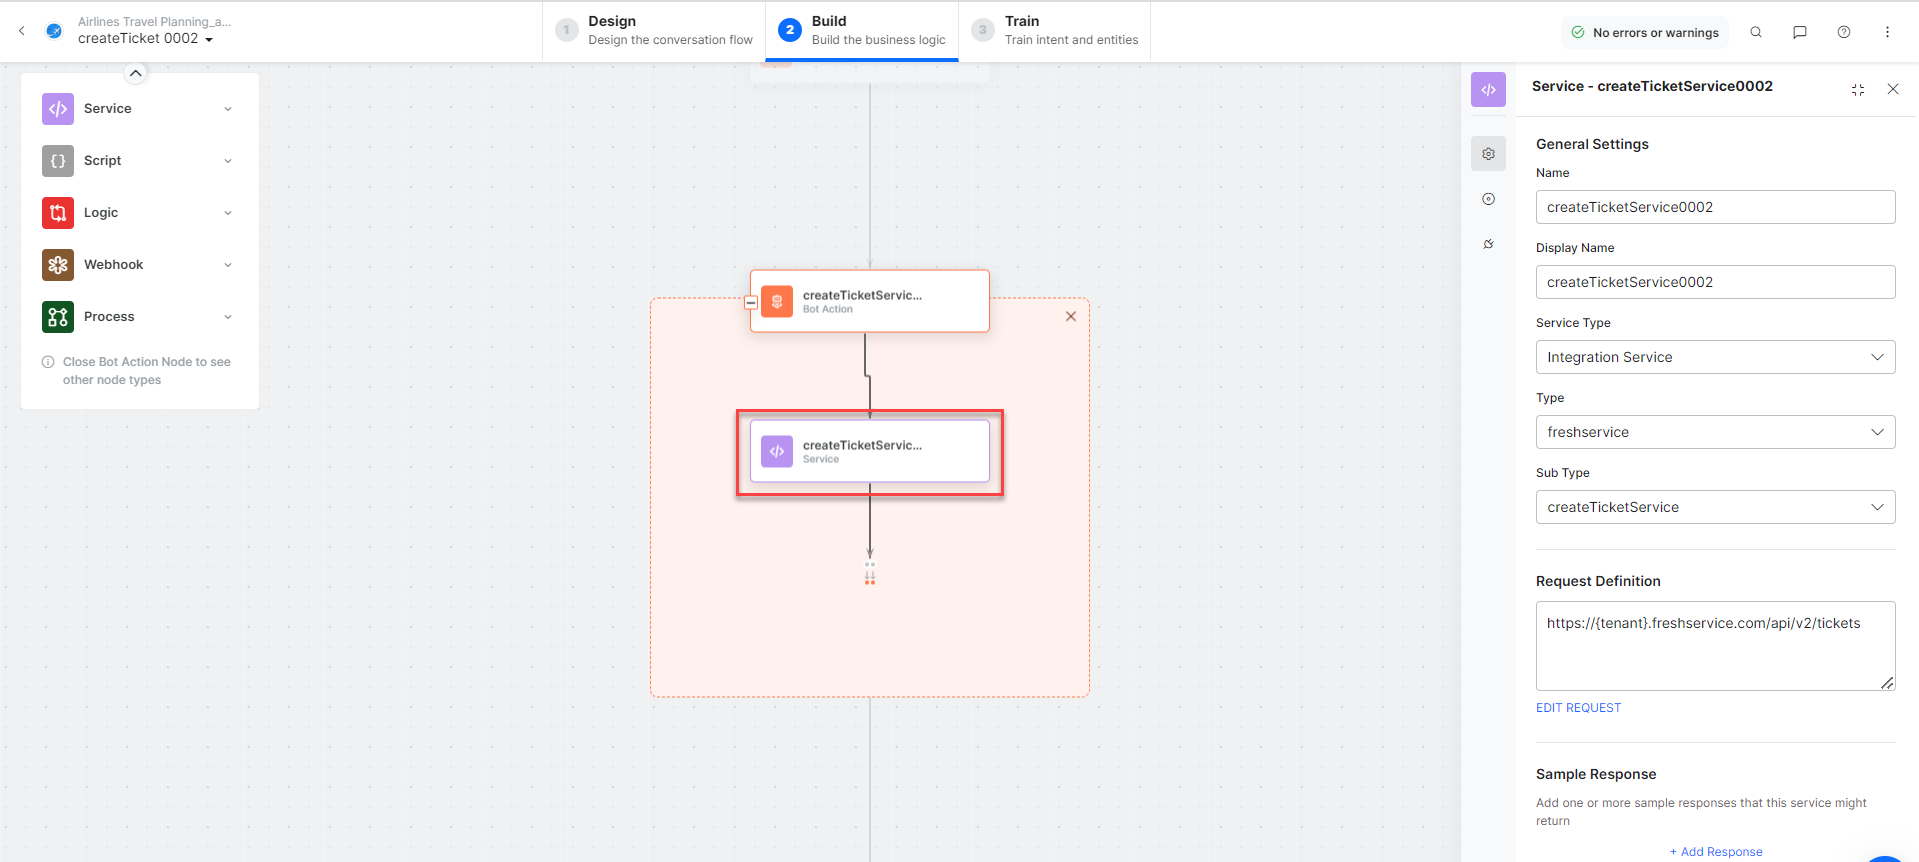 Airlines Travel Planning_a...
createTicket 0002
1
Design
Design the conversation flow
2
Build
Build the business logic
3
Train
Train intent and entities
No errors or warnings
Service
Script
Logic
Webhook
Process
Close Bot Action Node to see
other node types
createTicketServic...
Bot Action
createTicketServic...
Service
Service - createTicketService0002
General Settings
Name
createTicketService0002
Display Name
createTicketService0002
Service Type
Integration Service
Type
freshservice
Sub Type
createTicketService
Request Definition
https://{tenant}.freshservice.com/api/v2/tickets
EDIT REQUEST
Sample Response
Add one or more sample responses that this service might
return
+ Add Response